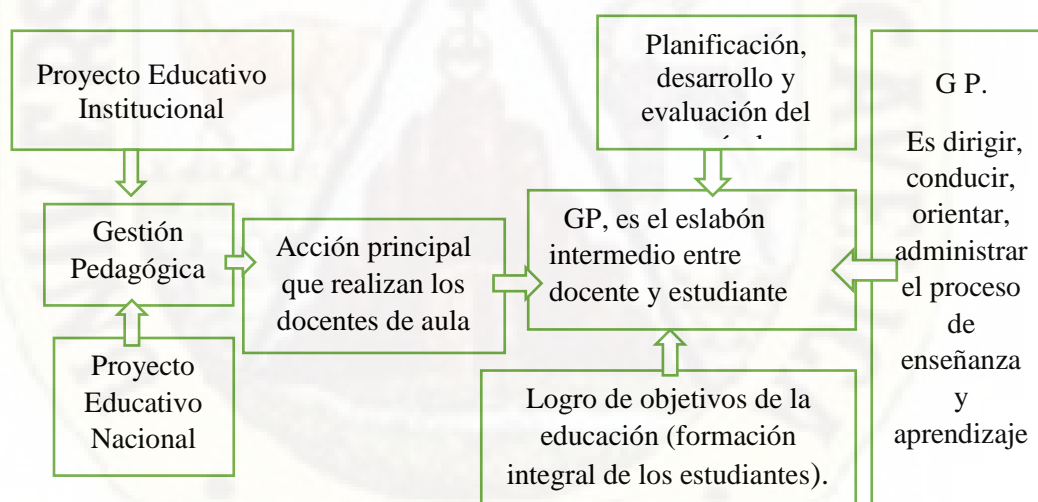 Proyecto Educativo
Institucional
Gestión
Pedagógica
Proyecto
Educativo
Nacional
Acción principal
que realizan los
docentes de aula
Planificación,
desarrollo y
evaluación del
GP, es el eslabón
intermedio entre
docente y estudiante
Logro de objetivos de la
educación (formación
integral de los estudiantes).
G P.
Es dirigir,
conducir,
orientar,
administrar
el proceso
de
enseñanza
y
aprendizaje